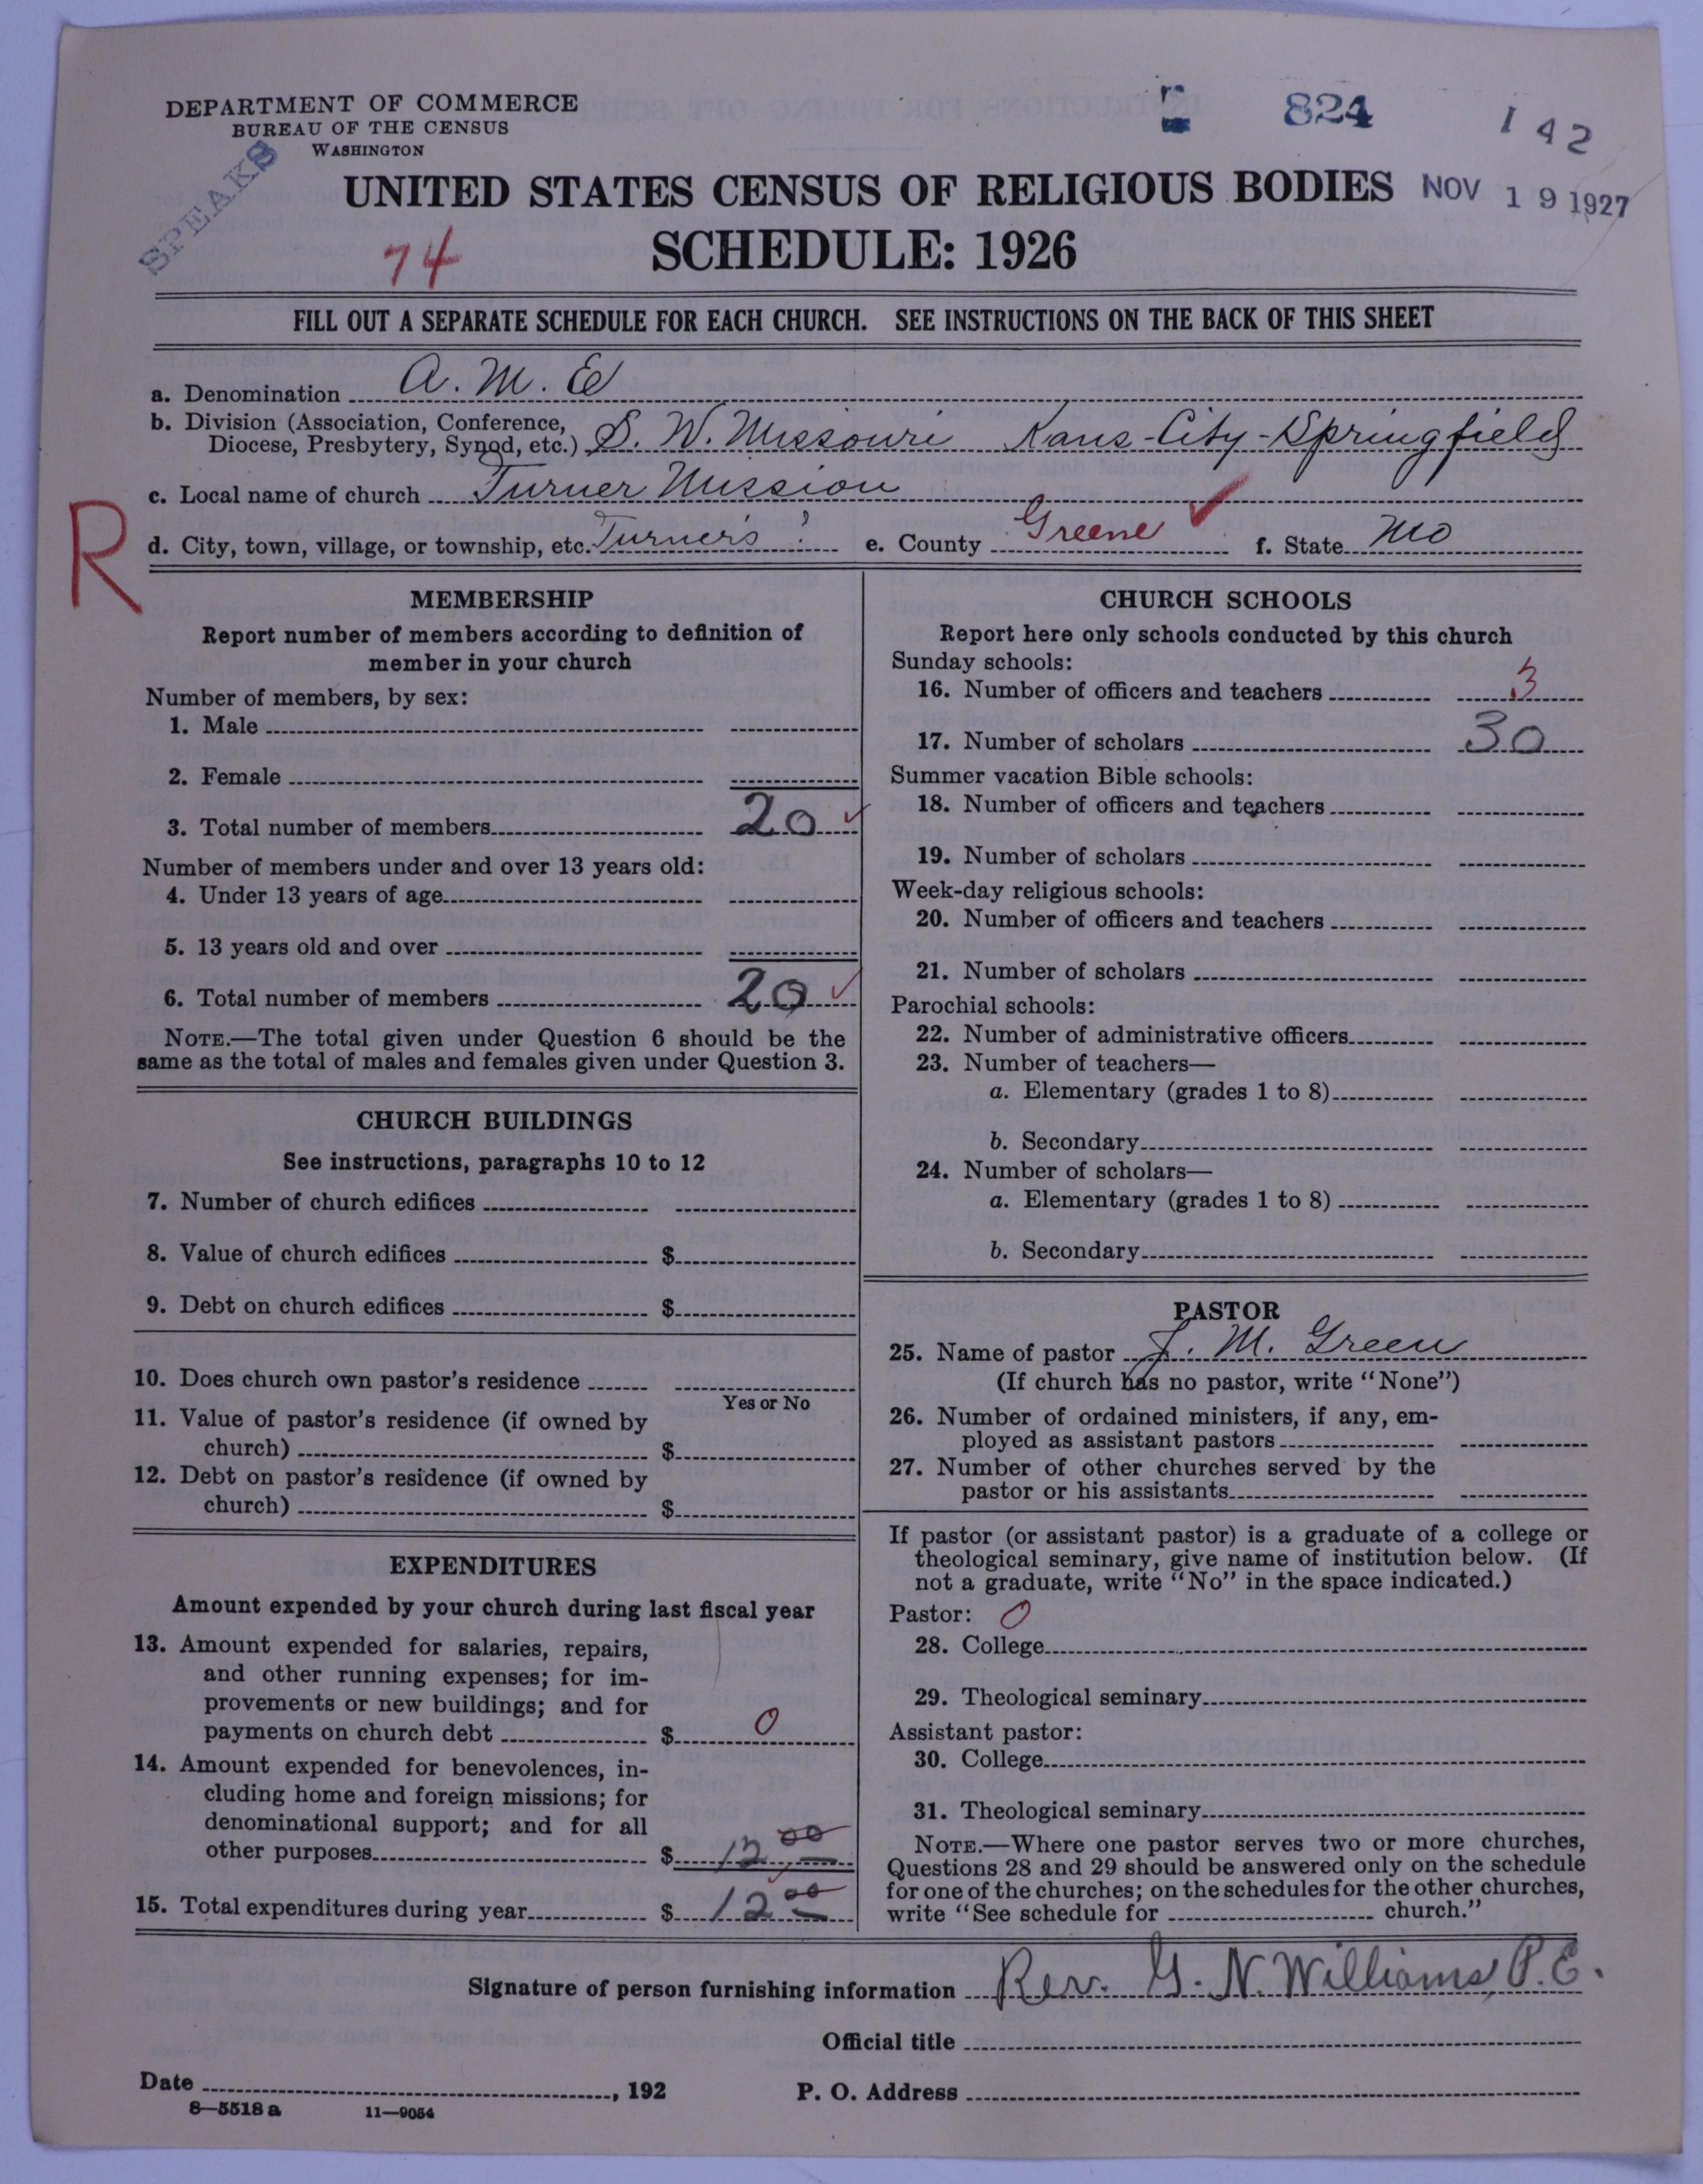 DEPARTMENT OF COMMERCE
BUREAU OF THE CENSUS
WASHINGTON
SPEAKS
824
142
UNITED STATES CENSUS OF RELIGIOUS BODIES
NOV 19 1927
74
SCHEDULE: 1926
FILL OUT A SEPARATE SCHEDULE FOR EACH CHURCH. SEE INSTRUCTIONS ON THE BACK OF THIS SHEET
a. Denomination A. M. E
b. Division (Association, Conference,
Diocese, Presbytery, Synod, etc.) S. W. Missouri Kans-City-Springfield
c. Local name of church Turner Mission
R
d. City, town, village, or township, etc. Turner's ? e. County Greene f. State Mo
MEMBERSHIP
Report number of members according to definition of
member in your church
Number of members, by sex:
1. Male
2. Female
3. Total number of members 20
Number of members under and over 13 years old:
4. Under 13 years of age
5. 13 years old and over
6. Total number of members 20
NOTE.—The total given under Question 6 should be the
same as the total of males and females given under Question 3.
CHURCH BUILDINGS
See instructions, paragraphs 10 to 12
7. Number of church edifices
8. Value of church edifices $
9. Debt on church edifices $
10. Does church own pastor's residence
Yes or No
11. Value of pastor's residence (if owned by
church) $
12. Debt on pastor's residence (if owned by
church) $
EXPENDITURES
Amount expended by your church during last fiscal year
13. Amount expended for salaries, repairs,
and other running expenses; for im-
provements or new buildings; and for
payments on church debt $ 0
14. Amount expended for benevolences, in-
cluding home and foreign missions; for
denominational support; and for all
other purposes $ 12 00
15. Total expenditures during year $ 12 00
CHURCH SCHOOLS
Report here only schools conducted by this church
Sunday schools:
16. Number of officers and teachers 3
17. Number of scholars 30
Summer vacation Bible schools:
18. Number of officers and teachers
19. Number of scholars
Week-day religious schools:
20. Number of officers and teachers
21. Number of scholars
Parochial schools:
22. Number of administrative officers
23. Number of teachers—
a. Elementary (grades 1 to 8)
b. Secondary
24. Number of scholars—
a. Elementary (grades 1 to 8)
b. Secondary
PASTOR
25. Name of pastor J. M. Green
(If church has no pastor, write "None")
26. Number of ordained ministers, if any, em-
ployed as assistant pastors
27. Number of other churches served by the
pastor or his assistants
If pastor (or assistant pastor) is a graduate of a college or
theological seminary, give name of institution below. (If
not a graduate, write "No" in the space indicated.)
Pastor: 0
28. College
29. Theological seminary
Assistant pastor:
30. College
31. Theological seminary
NOTE.—Where one pastor serves two or more churches,
Questions 28 and 29 should be answered only on the schedule
for one of the churches; on the schedules for the other churches,
write "See schedule for church."
Signature of person furnishing information Rev. G. N. Williams, P.E.
Official title
Date , 192
P. O. Address
8—5518 a 11—9054